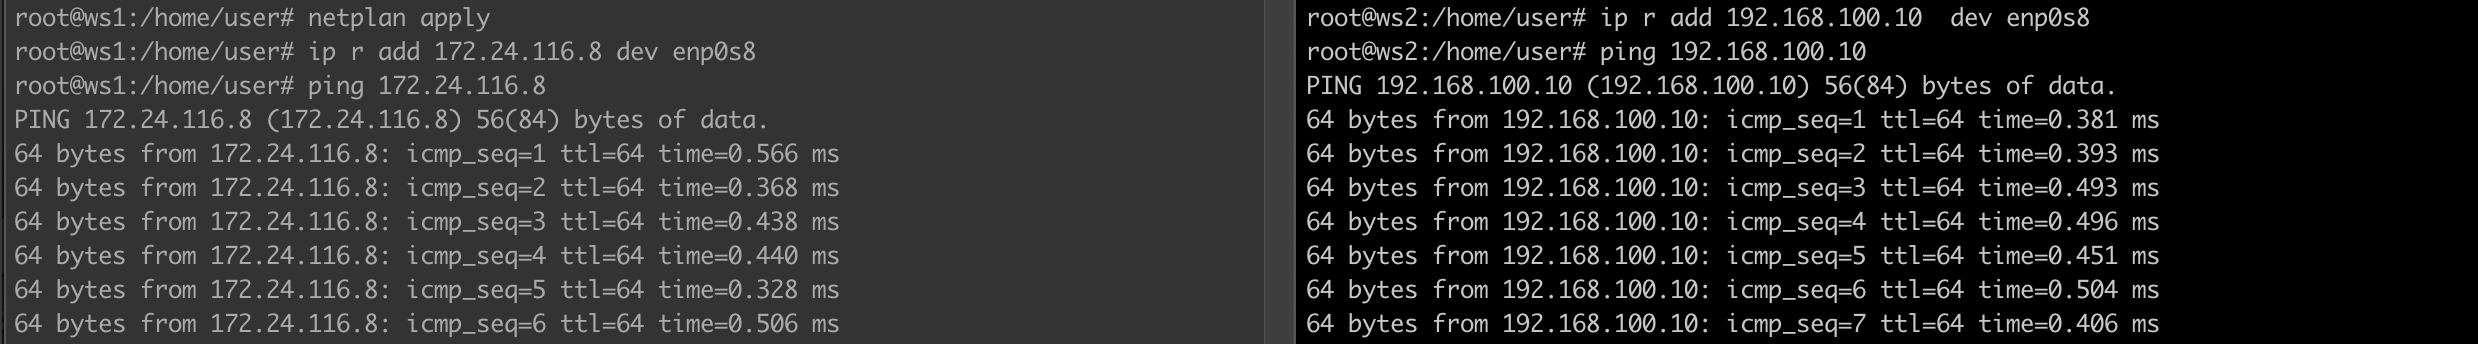 root@ws1:/home/user# netplan apply
root@ws1:/home/user# ip r add 172.24.116.8 dev enp0s8
root@ws1:/home/user# ping 172.24.116.8
PING 172.24.116.8 (172.24.116.8) 56(84) bytes of data.
64 bytes from 172.24.116.8: icmp_seq=1 ttl=64 time=0.566 ms
64 bytes from 172.24.116.8: icmp_seq=2 ttl=64 time=0.368 ms
64 bytes from 172.24.116.8: icmp_seq=3 ttl=64 time=0.438 ms
64 bytes from 172.24.116.8: icmp_seq=4 ttl=64 time=0.440 ms
64 bytes from 172.24.116.8: icmp_seq=5 ttl=64 time=0.328 ms
64 bytes from 172.24.116.8: icmp_seq=6 ttl=64 time=0.506 ms
root@ws2:/home/user# ip r add 192.168.100.10  dev enp0s8
root@ws2:/home/user# ping 192.168.100.10
PING 192.168.100.10 (192.168.100.10) 56(84) bytes of data.
64 bytes from 192.168.100.10: icmp_seq=1 ttl=64 time=0.381 ms
64 bytes from 192.168.100.10: icmp_seq=2 ttl=64 time=0.393 ms
64 bytes from 192.168.100.10: icmp_seq=3 ttl=64 time=0.493 ms
64 bytes from 192.168.100.10: icmp_seq=4 ttl=64 time=0.496 ms
64 bytes from 192.168.100.10: icmp_seq=5 ttl=64 time=0.451 ms
64 bytes from 192.168.100.10: icmp_seq=6 ttl=64 time=0.504 ms
64 bytes from 192.168.100.10: icmp_seq=7 ttl=64 time=0.406 ms